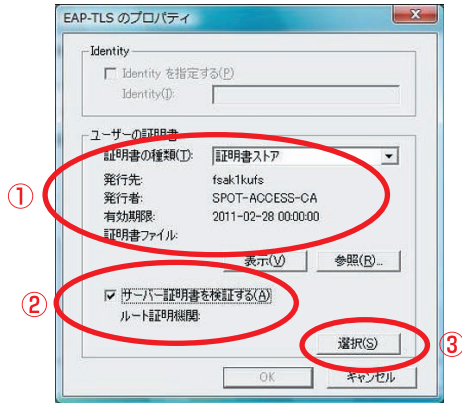 EAP-TLS のプロパティ
Identity
Identity を指定する(P)
Identity(I):
ユーザーの証明書
証明書の種類(T): 証明書ストア
発行先: fsak1kufs
発行者: SPOT-ACCESS-CA
有効期限: 2011-02-28 00:00:00
証明書ファイル:
表示(V) 参照(R)...
サーバー証明書を検証する(A)
ルート証明機関:
選択(S)
OK キャンセル
①
②
③